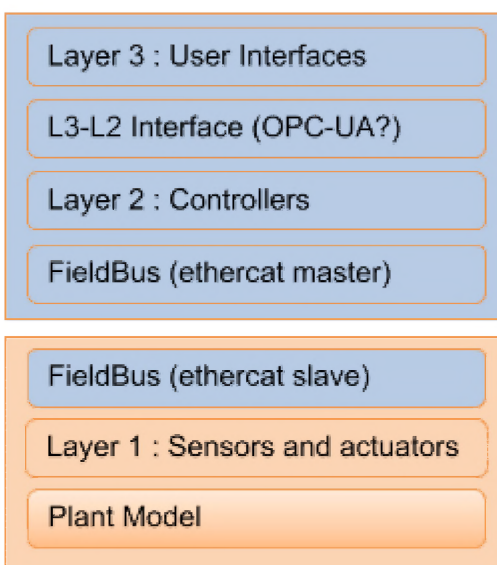 Layer 3 : User Interfaces
L3-L2 Interface (OPC-UA?)
Layer 2 : Controllers
FieldBus (ethercat master)
FieldBus (ethercat slave)
Layer 1 : Sensors and actuators
Plant Model